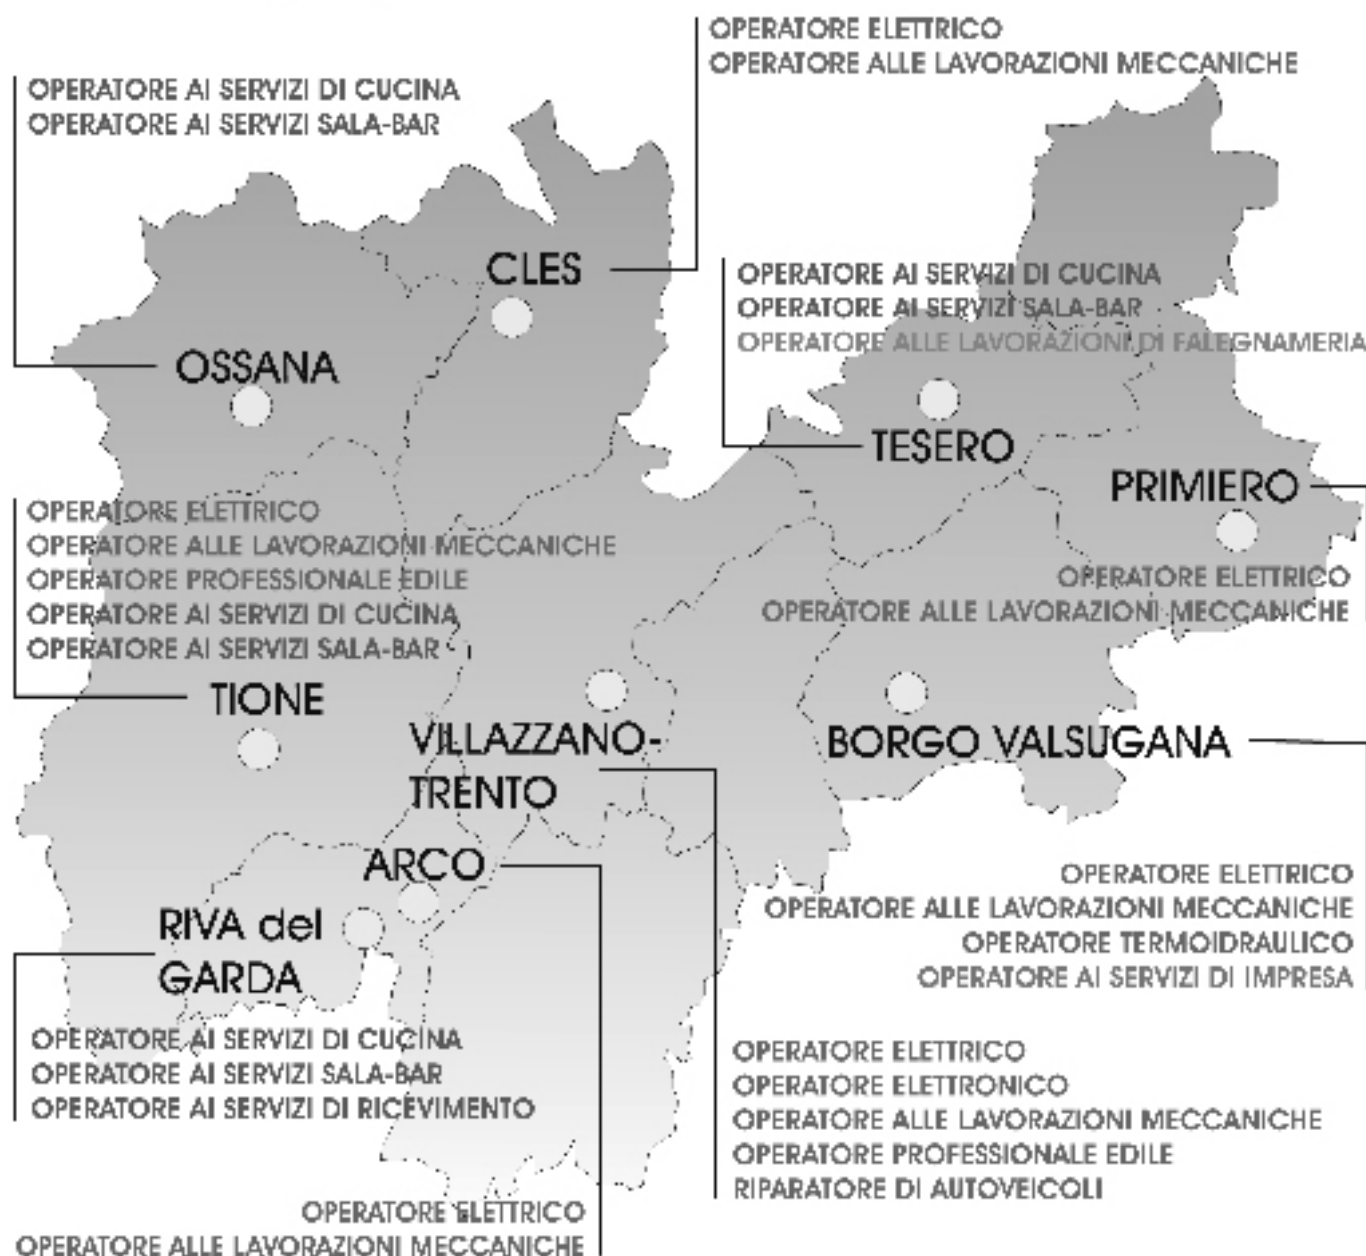 OPERATORE ELETTRICO
OPERATORE ALLE LAVORAZIONI MECCANICHE
OPERATORE AI SERVIZI DI CUCINA
OPERATORE AI SERVIZI SALA-BAR
CLES
OPERATORE AI SERVIZI DI CUCINA
OPERATORE AI SERVIZI SALA-BAR
OPERATORE ALLE LAVORAZIONI DI FALEGNAMERIA
OSSANA
TESERO
PRIMIERO
OPERATORE ELETTRICO
OPERATORE ALLE LAVORAZIONI MECCANICHE
OPERATORE PROFESSIONALE EDILE
OPERATORE AI SERVIZI DI CUCINA
OPERATORE AI SERVIZI SALA-BAR
OPERATORE ELETTRICO
OPERATORE ALLE LAVORAZIONI MECCANICHE
TIONE
VILLAZZANO-
TRENTO
BORGO VALSUGANA
ARCO
OPERATORE ELETTRICO
OPERATORE ALLE LAVORAZIONI MECCANICHE
OPERATORE TERMOIDRAULICO
OPERATORE AI SERVIZI DI IMPRESA
RIVA del
GARDA
OPERATORE AI SERVIZI DI CUCINA
OPERATORE AI SERVIZI SALA-BAR
OPERATORE AI SERVIZI DI RICEVIMENTO
OPERATORE ELETTRICO
OPERATORE ELETTRONICO
OPERATORE ALLE LAVORAZIONI MECCANICHE
OPERATORE PROFESSIONALE EDILE
RIPARATORE DI AUTOVEICOLI
OPERATORE ELETTRICO
OPERATORE ALLE LAVORAZIONI MECCANICHE